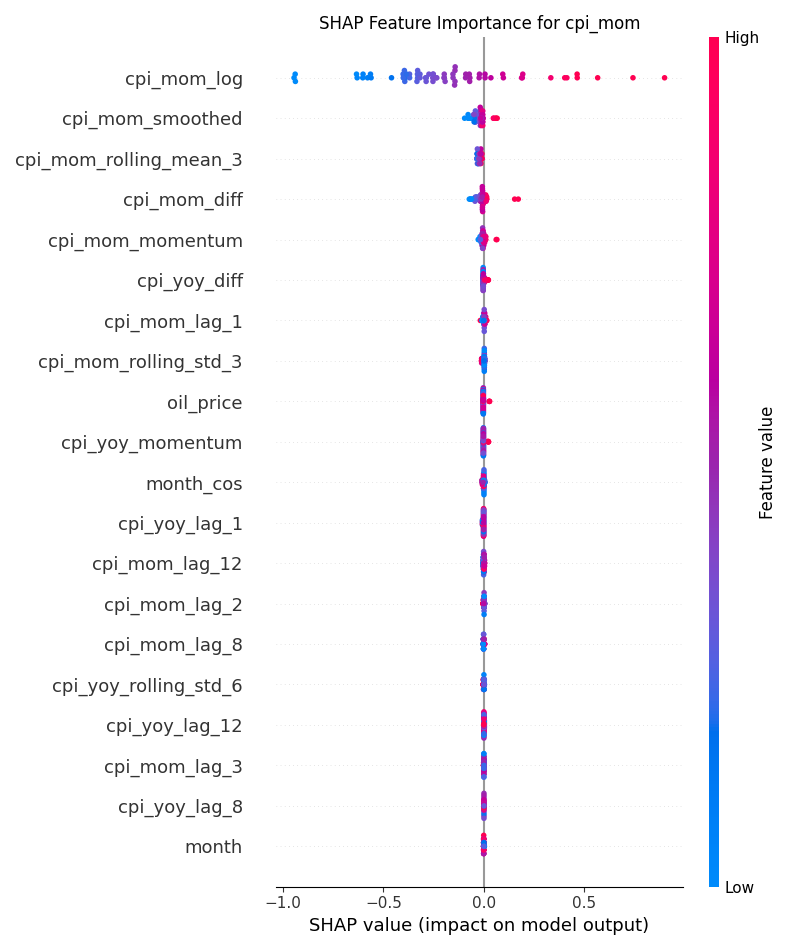 SHAP Feature Importance for cpi_mom
High
cpi_mom_log
cpi_mom_smoothed
cpi_mom_rolling_mean_3
cpi_mom_diff
cpi_mom_momentum
cpi_yoy_diff
cpi_mom_lag_1
cpi_mom_rolling_std_3
oil_price
cpi_yoy_momentum
month_cos
cpi_yoy_lag_1
cpi_mom_lag_12
cpi_mom_lag_2
cpi_mom_lag_8
cpi_yoy_rolling_std_6
cpi_yoy_lag_12
cpi_mom_lag_3
cpi_yoy_lag_8
month
Feature value
Low
−1.0 −0.5 0.0 0.5
SHAP value (impact on model output)